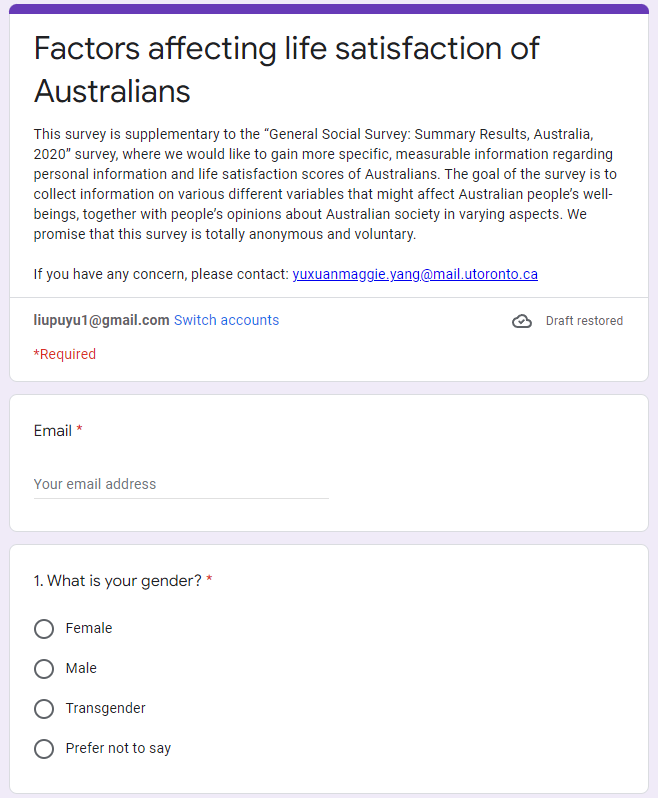 Factors affecting life satisfaction of
Australians
This survey is supplementary to the “General Social Survey: Summary Results, Australia,
2020” survey, where we would like to gain more specific, measurable information regarding
personal information and life satisfaction scores of Australians. The goal of the survey is to
collect information on various different variables that might affect Australian people’s well-
beings, together with people’s opinions about Australian society in varying aspects. We
promise that this survey is totally anonymous and voluntary.
If you have any concern, please contact: yuxuanmaggie.yang@mail.utoronto.ca
liupuyu1@gmail.com Switch accounts Draft restored
*Required
Email *
Your email address
1. What is your gender? *
Female
Male
Transgender
Prefer not to say